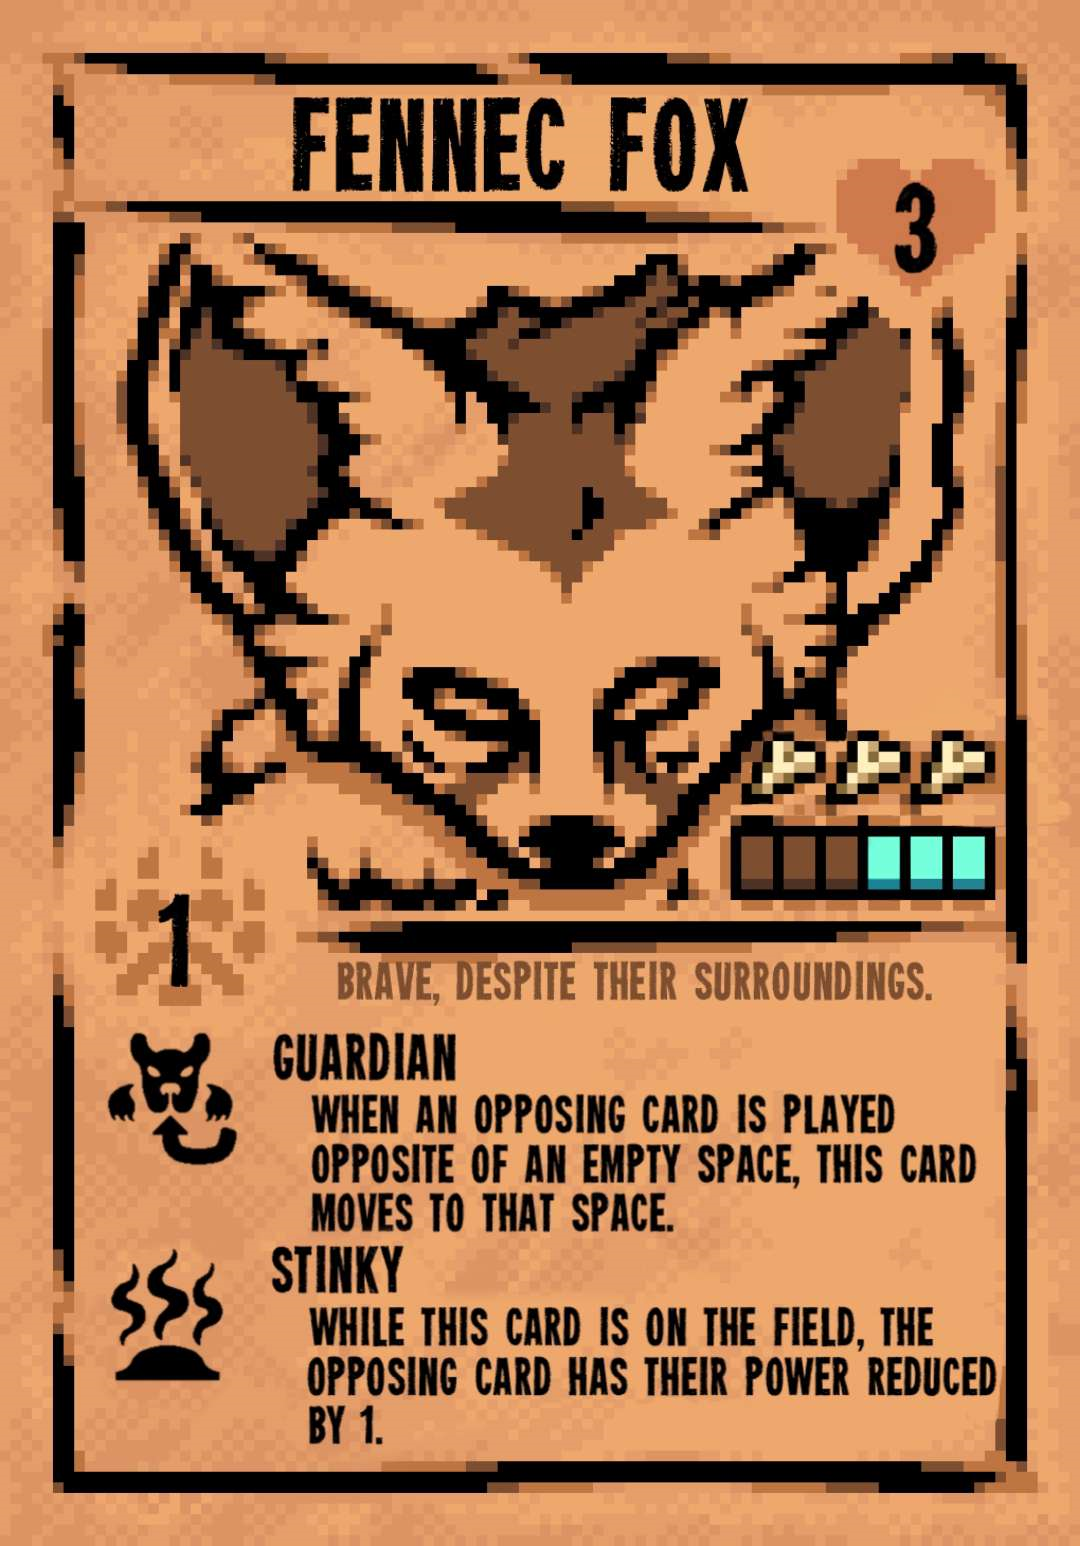 FENNEC FOX
3
1
BRAVE, DESPITE THEIR SURROUNDINGS.
GUARDIAN
WHEN AN OPPOSING CARD IS PLAYED
OPPOSITE OF AN EMPTY SPACE, THIS CARD
MOVES TO THAT SPACE.
STINKY
WHILE THIS CARD IS ON THE FIELD, THE
OPPOSING CARD HAS THEIR POWER REDUCED
BY 1.